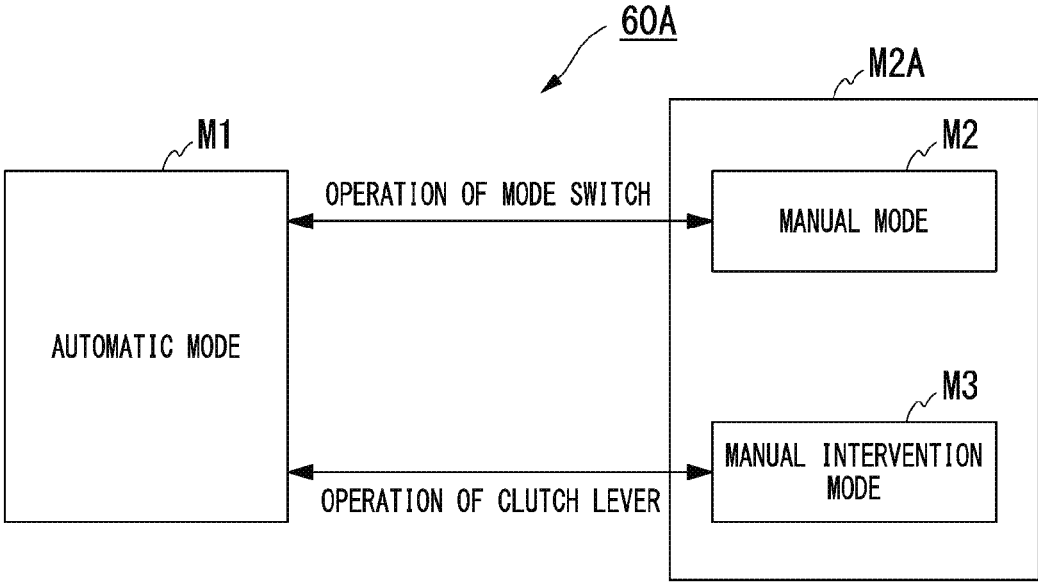 60A
M2A
M1
M2
OPERATION OF MODE SWITCH
MANUAL MODE
AUTOMATIC MODE
M3
MANUAL INTERVENTION
MODE
OPERATION OF CLUTCH LEVER